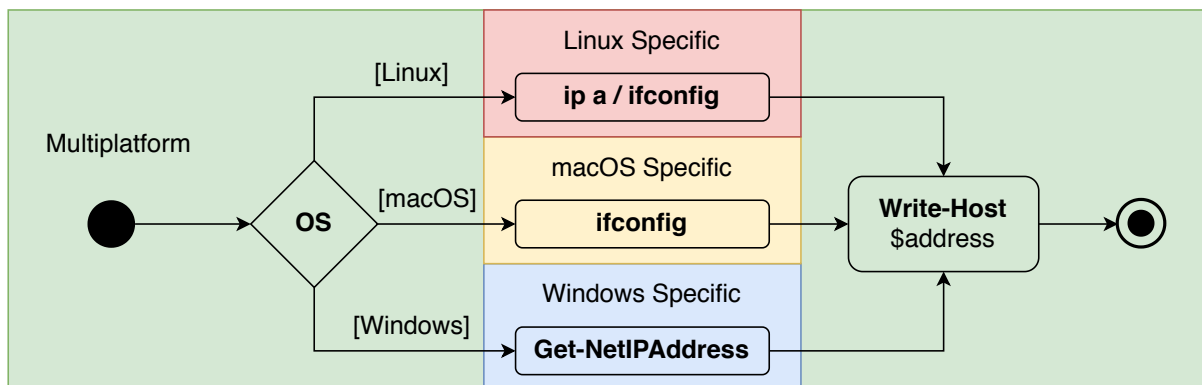 Linux Specific
[Linux]
ip a / ifconfig
Multiplatform
macOS Specific
[macOS]
OS
ifconfig
Write-Host
$address
Windows Specific
[Windows]
Get-NetIPAddress